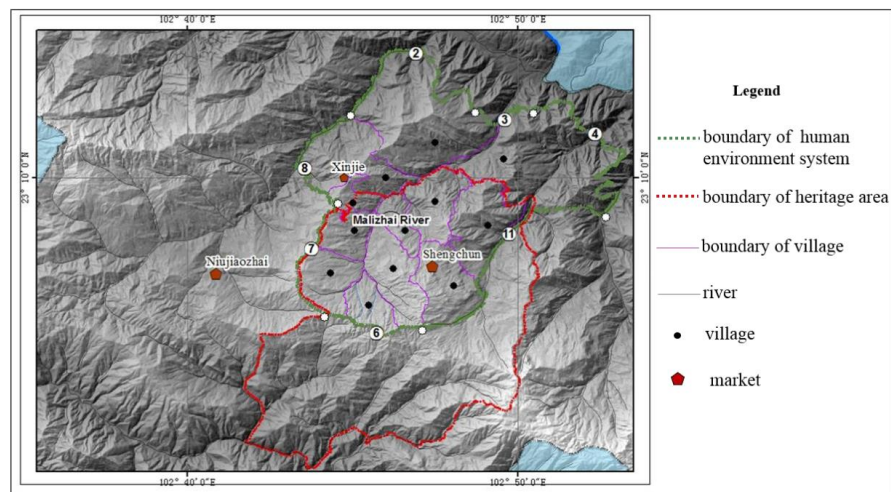 102° 40' 0"E
102° 50' 0"E
2
3
4
8
Xinjie
23° 10' 0"N
23° 10' 0"N
Malizhai River
11
7
Niujiaozhai
Shengchun
6
102° 40' 0"E
102° 50' 0"E
Legend
boundary of human
environment system
boundary of heritage area
boundary of village
river
village
market